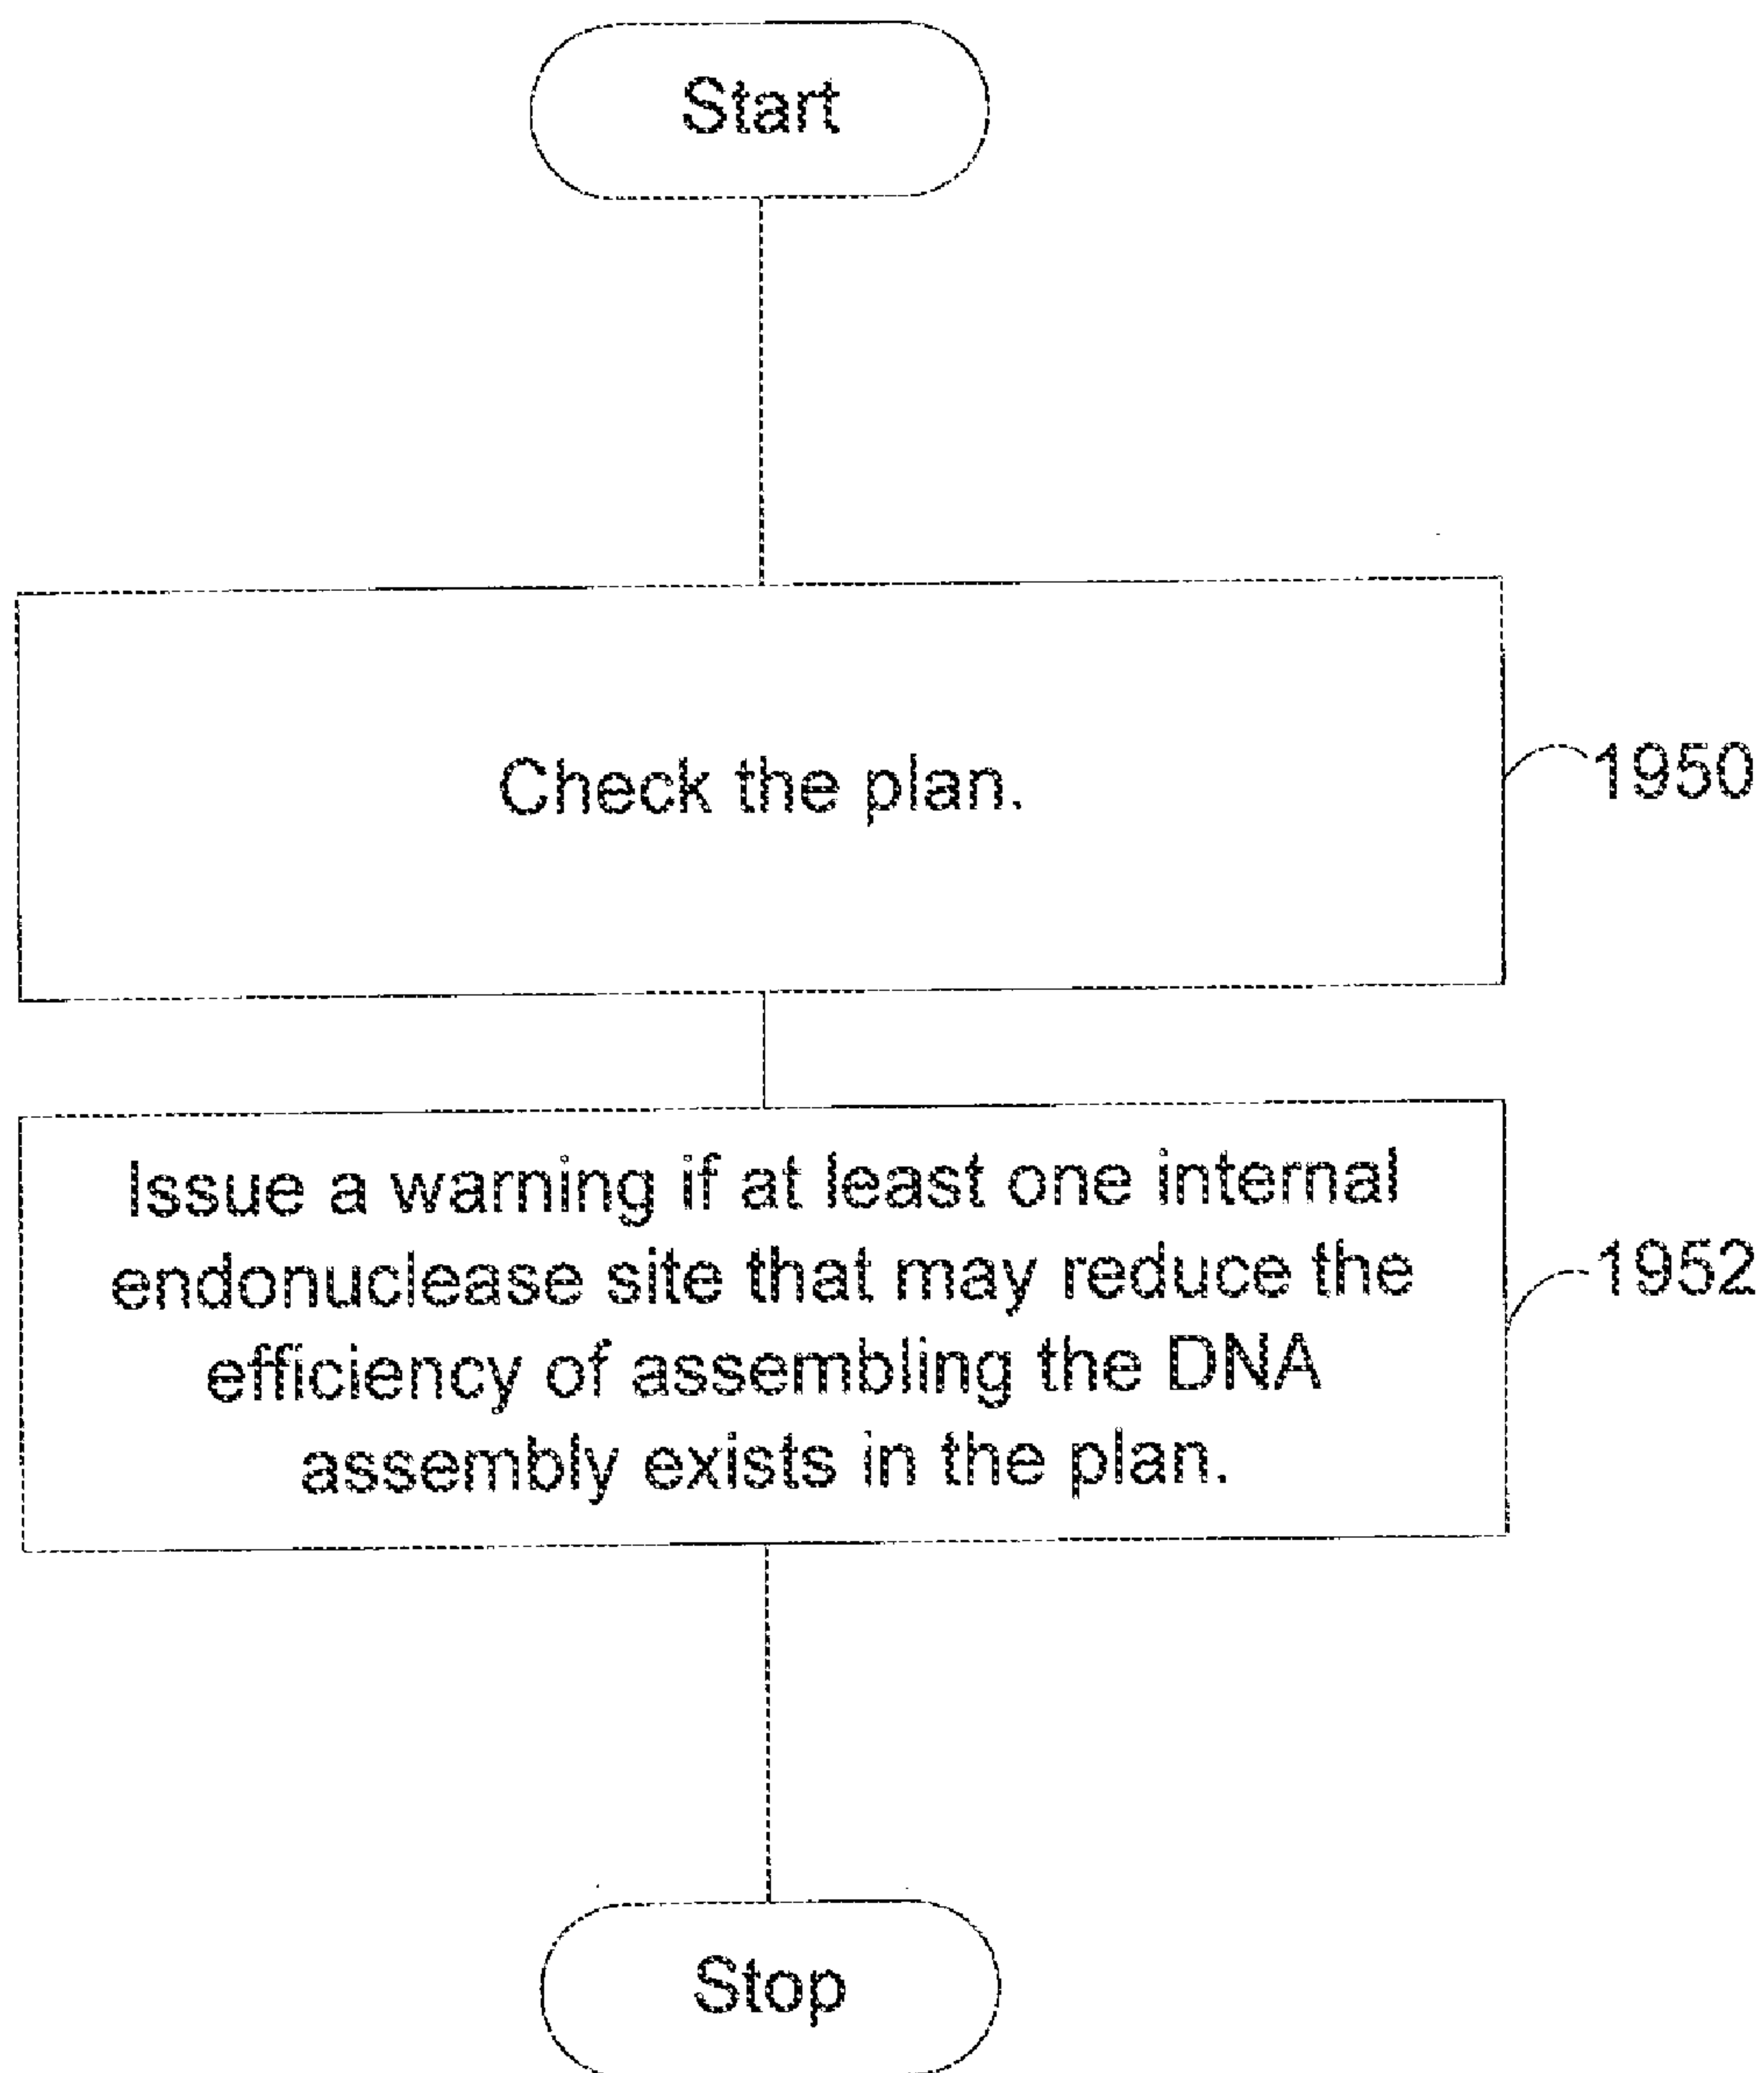 Start
Check the plan.
1950
Issue a warning if at least one internal
endonuclease site that may reduce the
efficiency of assembling the DNA
assembly exists in the plan.
1952
Stop